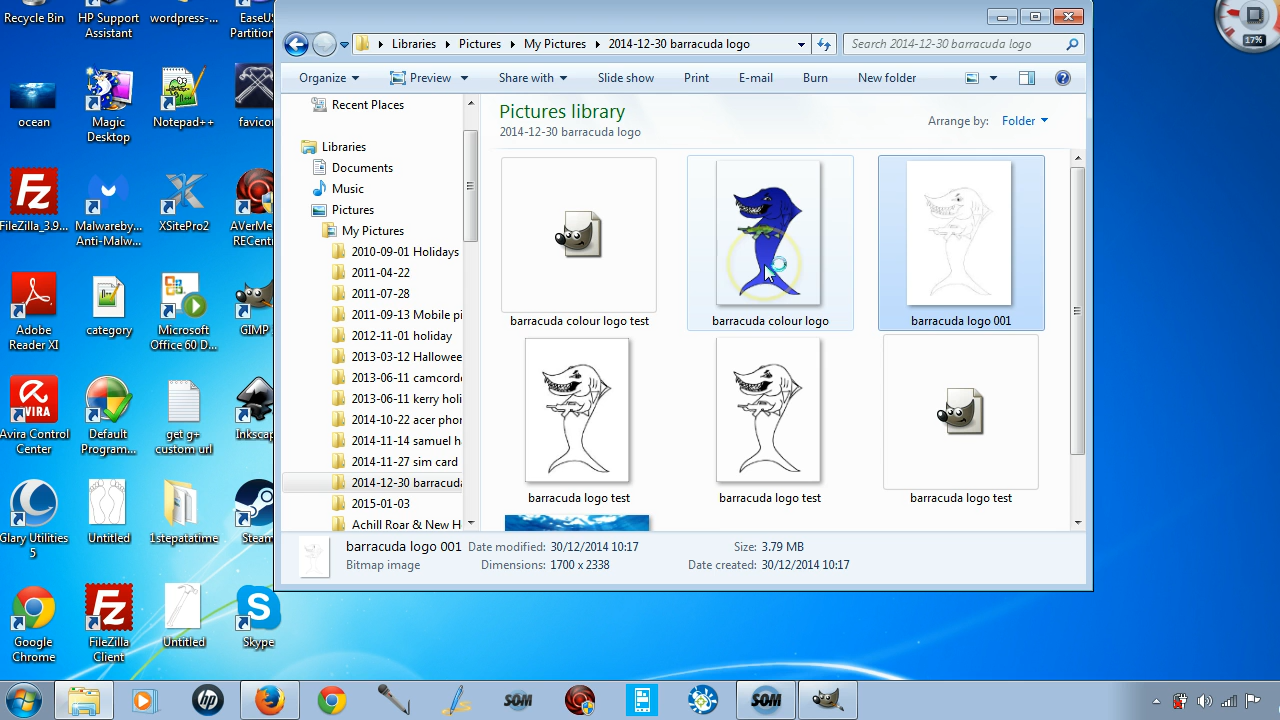 Recycle Bin
HP Support
Assistant
wordpress-...
EaseUS
Partition
ocean
Magic
Desktop
Notepad++
favicon
FileZilla_3.9...
Malwareby...
Anti-Malw...
XSitePro2
AVerMe
RECentr
Adobe
Reader XI
category
Microsoft
Office 60 D...
GIMP
Avira Control
Center
Default
Program...
get g+
custom url
Inkscap
Glary Utilities
5
Untitled
1stepatatime
Steam
Google
Chrome
FileZilla
Client
Untitled
Skype
Libraries
Pictures
My Pictures
2014-12-30 barracuda logo
Search 2014-12-30 barracuda logo
Organize
Preview
Share with
Slide show
Print
E-mail
Burn
New folder
Recent Places
Libraries
Documents
Music
Pictures
My Pictures
2010-09-01 Holidays
2011-04-22
2011-07-28
2011-09-13 Mobile pi
2012-11-01 holiday
2013-03-12 Hallowee
2013-06-11 camcorde
2013-06-11 kerry holi
2014-10-22 acer phon
2014-11-14 samuel h
2014-11-27 sim card
2014-12-30 barracuda
2015-01-03
Achill Roar & New H
Pictures library
2014-12-30 barracuda logo
Arrange by:
Folder
barracuda colour logo test
barracuda colour logo
barracuda logo 001
barracuda logo test
barracuda logo test
barracuda logo test
barracuda logo 001
Date modified: 30/12/2014 10:17
Size: 3.79 MB
Bitmap image
Dimensions: 1700 x 2338
Date created: 30/12/2014 10:17
17%
hp
SOM
SOM